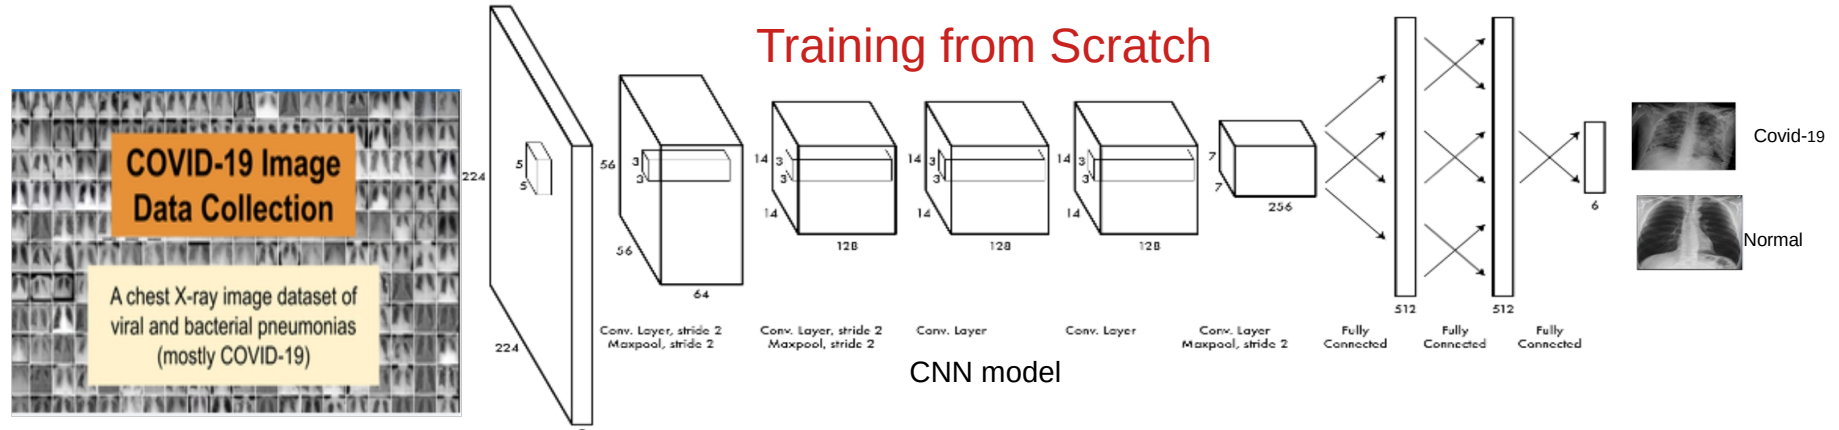 Training from Scratch
COVID-19 Image
Data Collection
A chest X-ray image dataset of
viral and bacterial pneumonias
(mostly COVID-19)
224
224
5
5
56
56
3
3
64
14
14
3
3
128
14
14
3
3
128
14
14
3
3
128
7
7
256
512
512
6
Conv. Layer, stride 2
Maxpool, stride 2
Conv. Layer, stride 2
Maxpool, stride 2
Conv. Layer
Conv. Layer
Conv. Layer
Maxpool, stride 2
Fully
Connected
Fully
Connected
Fully
Connected
CNN model
Covid-19
Normal